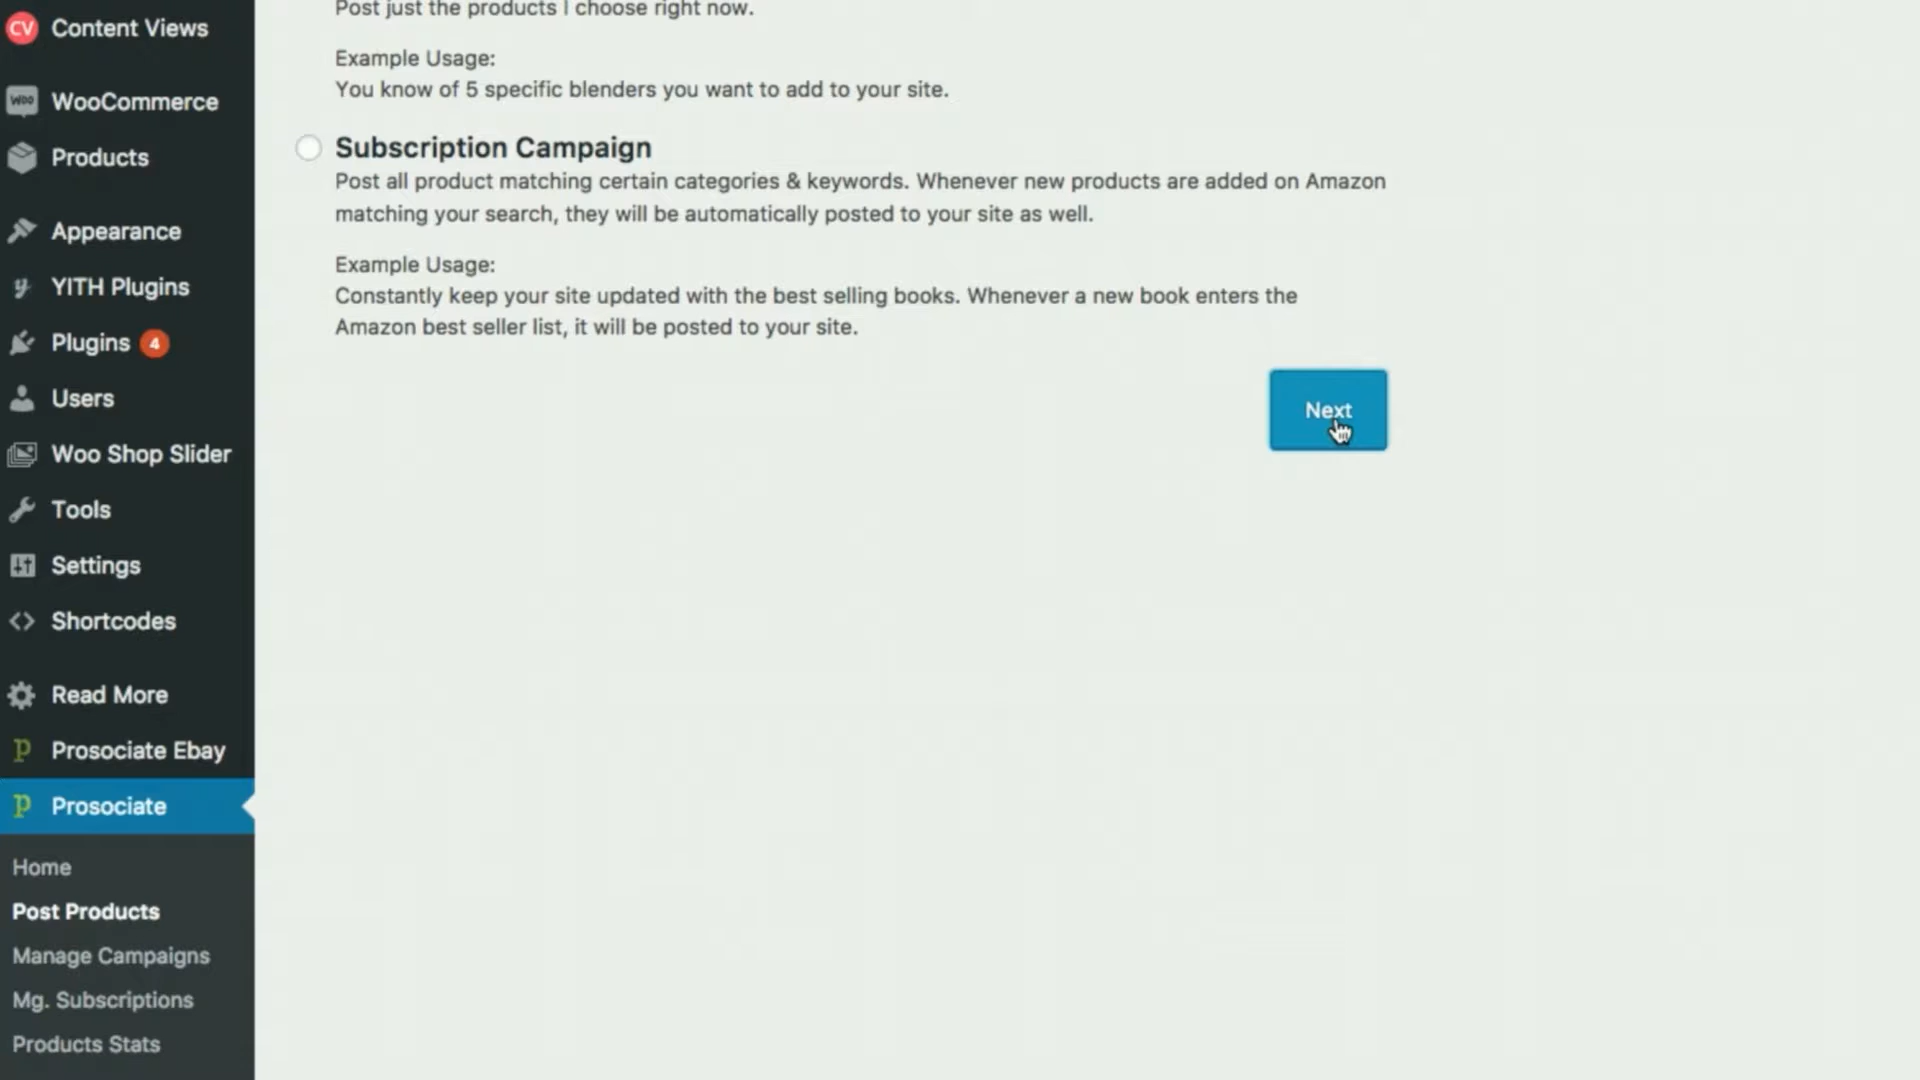 CV Content Views
Woo WooCommerce
Products
Appearance
YITH Plugins
Plugins 4
Users
Woo Shop Slider
Tools
Settings
Shortcodes
Read More
Prosociate Ebay
Prosociate
Home
Post Products
Manage Campaigns
Mg. Subscriptions
Products Stats
Post just the products I choose right now.
Example Usage:
You know of 5 specific blenders you want to add to your site.
Subscription Campaign
Post all product matching certain categories & keywords. Whenever new products are added on Amazon
matching your search, they will be automatically posted to your site as well.
Example Usage:
Constantly keep your site updated with the best selling books. Whenever a new book enters the
Amazon best seller list, it will be posted to your site.
Next